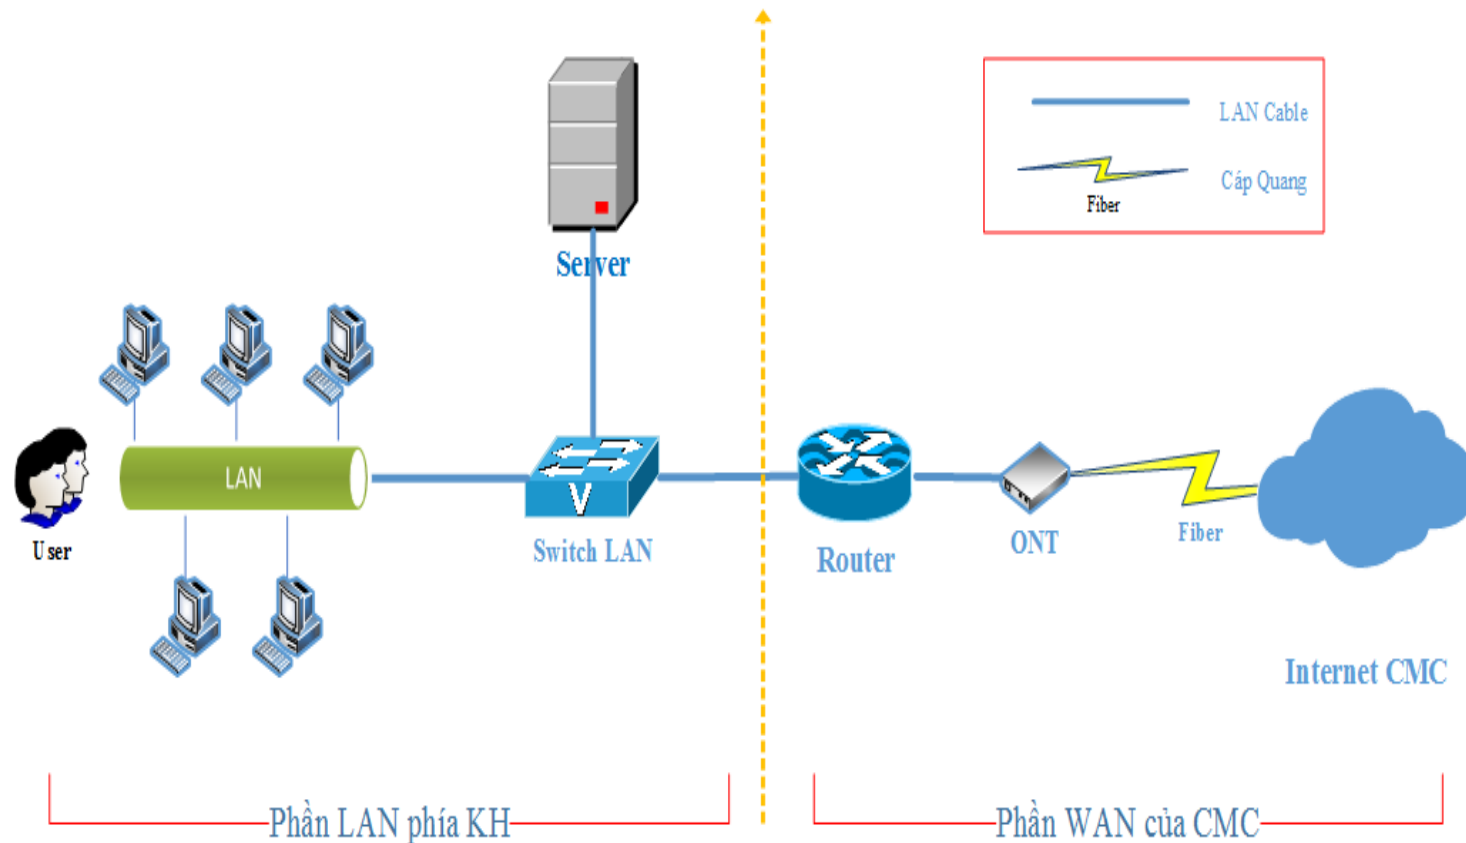 LAN Cable
Cáp Quang
Fiber
Server
LAN
User
Switch LAN
V
Router
ONT
Fiber
Internet CMC
Phần LAN phía KH
Phần WAN của CMC